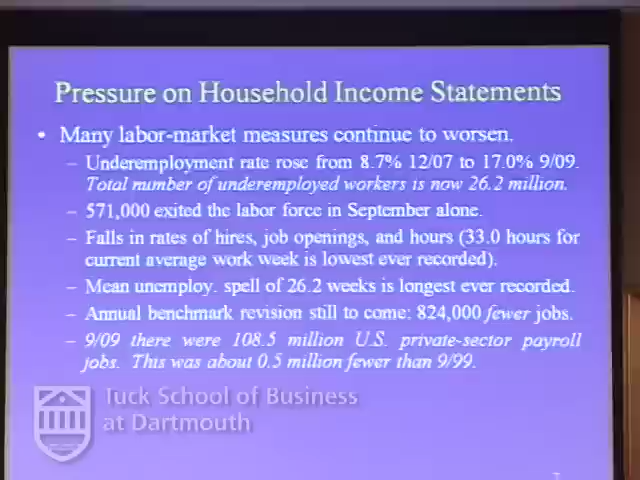 Pressure on Household Income Statements
• Many labor-market measures continue to worsen.
– Underemployment rate rose from 8.7% 12/07 to 17.0% 9/09.
Total number of underemployed workers is now 26.2 million.
– 571,000 exited the labor force in September alone.
– Falls in rates of hires, job openings, and hours (33.0 hours for
current average work week is lowest ever recorded).
– Mean unemploy. spell of 26.2 weeks is longest ever recorded.
– Annual benchmark revision still to come: 824,000 fewer jobs.
– 9/09 there were 108.5 million U.S. private-sector payroll
jobs. This was about 0.5 million fewer than 9/99.
Tuck School of Business
at Dartmouth